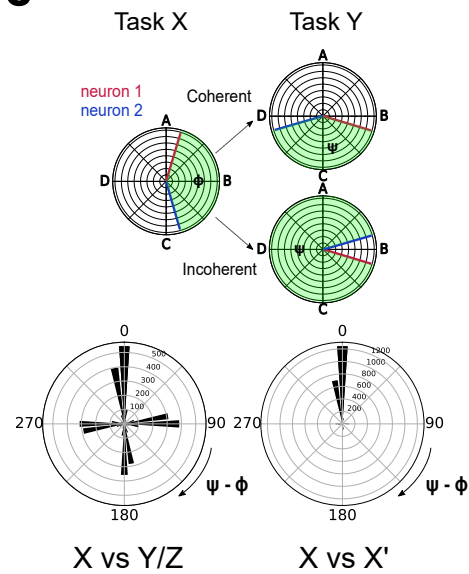 Task X Task Y
neuron 1
neuron 2
Coherent
Incoherent
A
D B
C
ϕ
A
D B
C
ψ
A
D B
C
ψ
0
90
180
270
100
200
300
400
500
ψ - ϕ
X vs Y/Z
0
90
180
270
200
400
600
800
1000
1200
ψ - ϕ
X vs X'